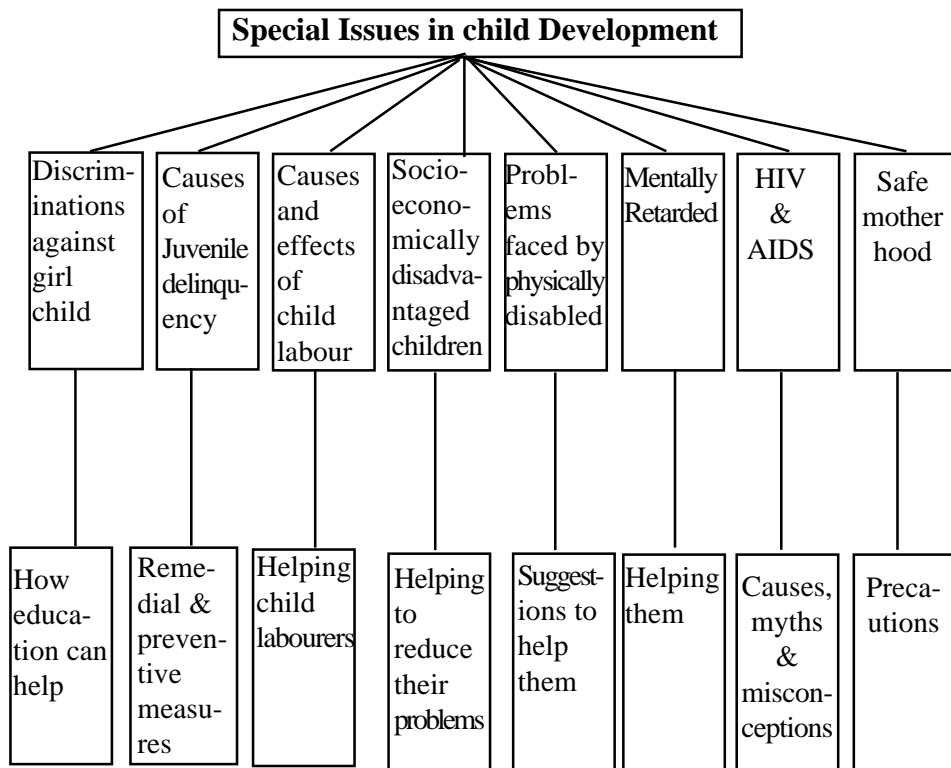 Special Issues in child Development
Discrim-
inations
against
girl
child
Causes
of
Juvenile
delinqu-
ency
Causes
and
effects
of
child
labour
Socio-
econo-
mically
disadva-
ntaged
children
Probl-
ems
faced by
physically
disabled
Mentally
Retarded
HIV
&
AIDS
Safe
mother
hood
How
educa-
tion can
help
Reme-
dial &
preven-
tive
measu-
res
Helping
child
labourers
Helping
to
reduce
their
problems
Suggest-
ions to
help
them
Helping
them
Causes,
myths
&
miscon-
ceptions
Preca-
utions